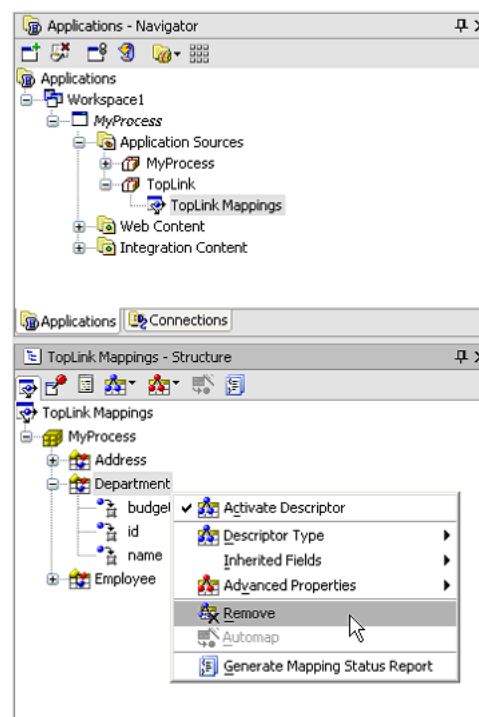 Applications - Navigator
Applications
Workspace1
MyProcess
Application Sources
MyProcess
TopLink
TopLink Mappings
Web Content
Integration Content
Applications Connections
TopLink Mappings - Structure
TopLink Mappings
MyProcess
Address
Department
budget
Activate Descriptor
id
Descriptor Type
name
Inherited Fields
Employee
Advanced Properties
Remove
Automap
Generate Mapping Status Report